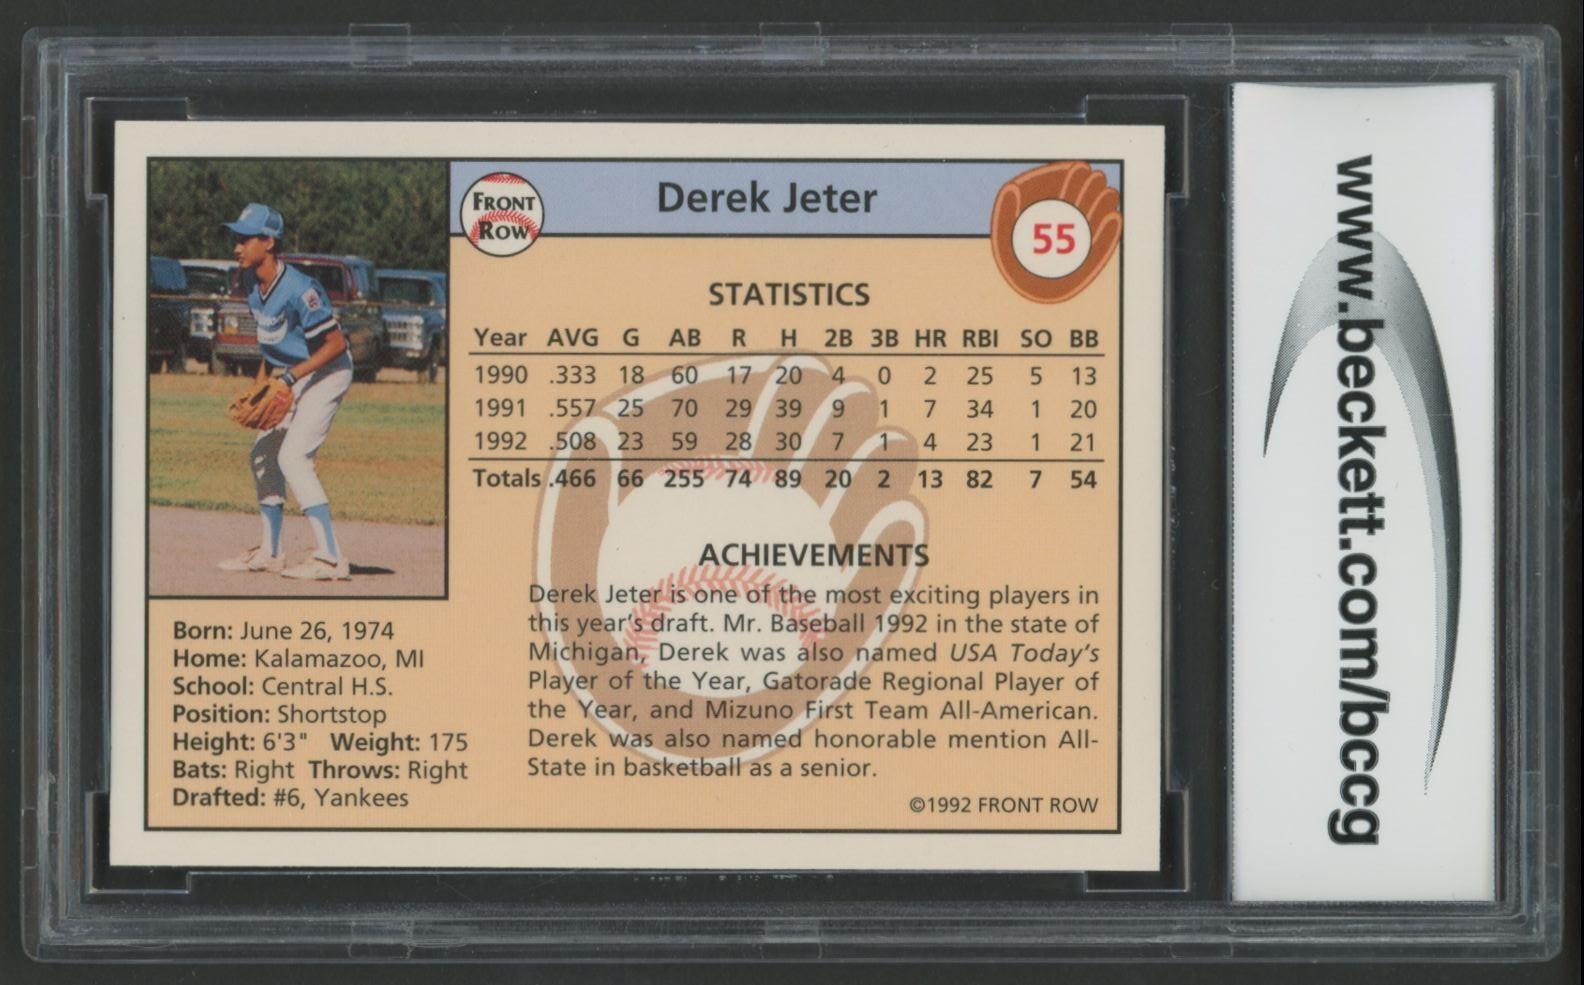 FRONT
ROW
Derek Jeter
55
STATISTICS
Year AVG G AB R H 2B 3B HR RBI SO BB
1990 .333 18 60 17 20 4 0 2 25 5 13
1991 .557 25 70 29 39 9 1 7 34 1 20
1992 .508 23 59 28 30 7 1 4 23 1 21
Totals .466 66 255 74 89 20 2 13 82 7 54
ACHIEVEMENTS
Derek Jeter is one of the most exciting players in
this year's draft. Mr. Baseball 1992 in the state of
Michigan, Derek was also named USA Today's
Player of the Year, Gatorade Regional Player of
the Year, and Mizuno First Team All-American.
Derek was also named honorable mention All-
State in basketball as a senior.
©1992 FRONT ROW
Born: June 26, 1974
Home: Kalamazoo, MI
School: Central H.S.
Position: Shortstop
Height: 6'3" Weight: 175
Bats: Right Throws: Right
Drafted: #6, Yankees
www.beckett.com/bccg